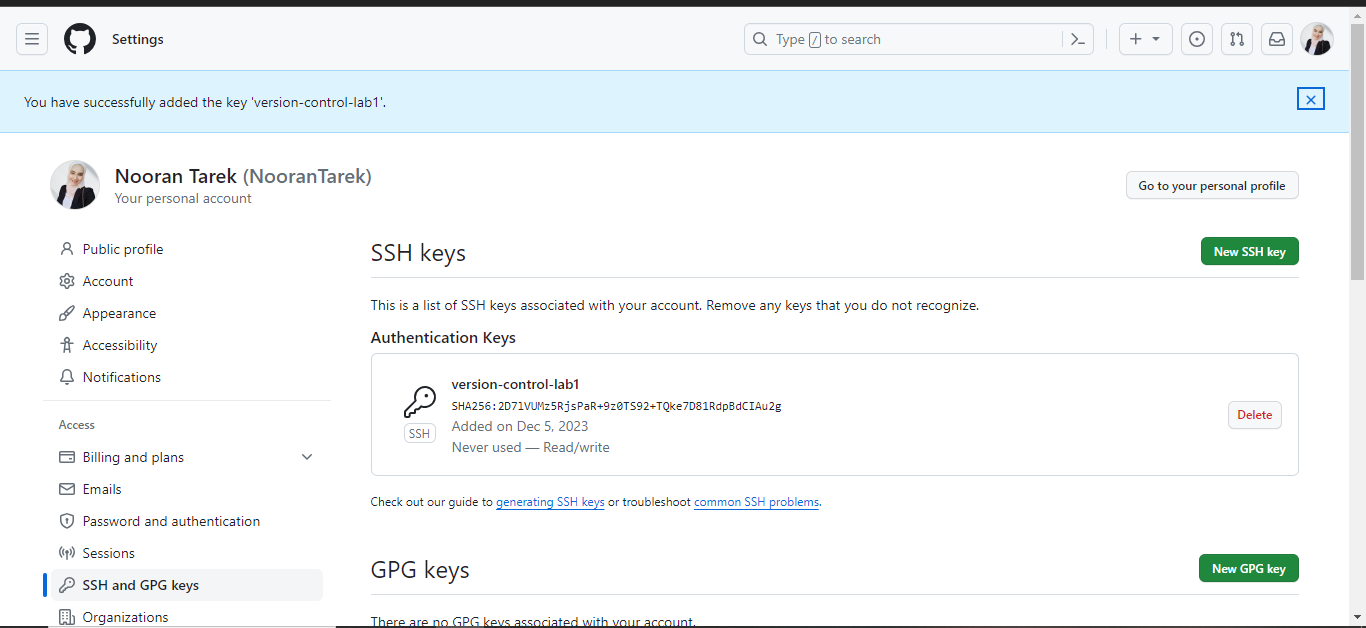 Settings
Type / to search
You have successfully added the key 'version-control-lab1'.
Nooran Tarek (NooranTarek)
Your personal account
Go to your personal profile
Public profile
Account
Appearance
Accessibility
Notifications
Access
Billing and plans
Emails
Password and authentication
Sessions
SSH and GPG keys
Organizations
SSH keys
New SSH key
This is a list of SSH keys associated with your account. Remove any keys that you do not recognize.
Authentication Keys
version-control-lab1
SHA256:2D7lVUMz5RjsPaR+9z0TS92+TQke7D81RdpBdCIAu2g
Added on Dec 5, 2023
Never used — Read/write
SSH
Delete
Check out our guide to generating SSH keys or troubleshoot common SSH problems.
GPG keys
New GPG key
There are no GPG keys associated with your account.